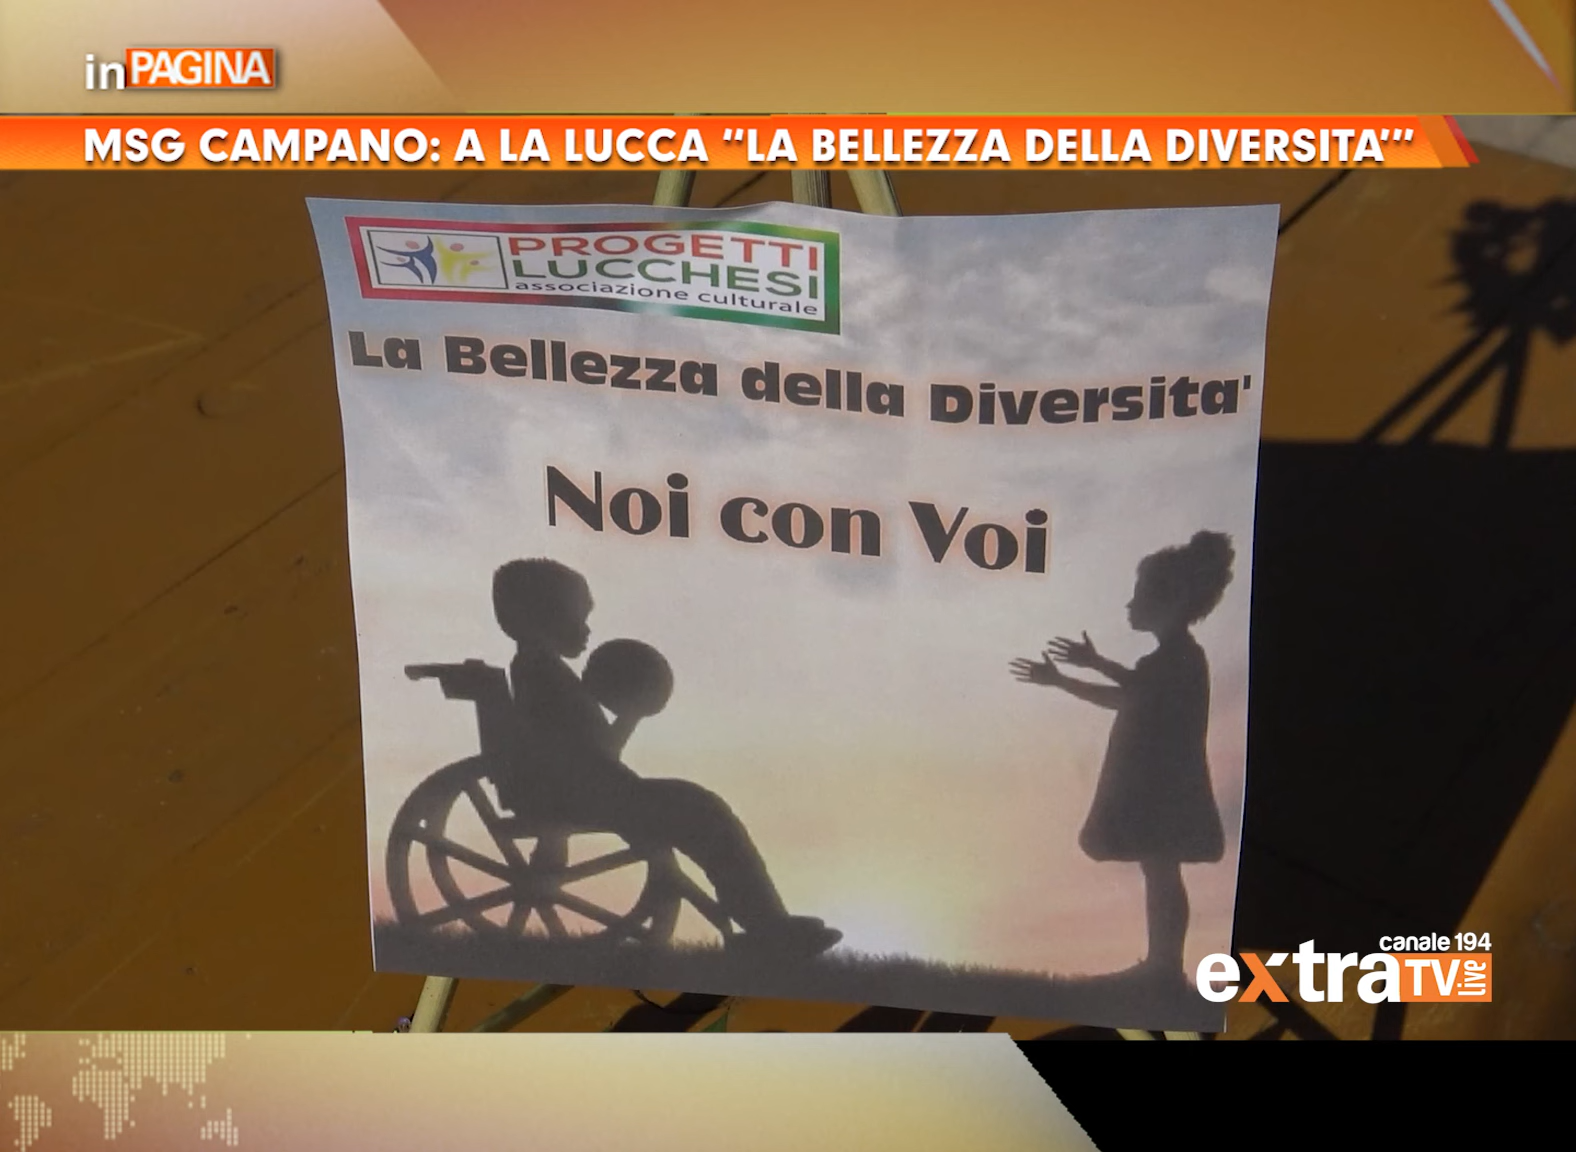 inPAGINA
MSG CAMPANO: A LA LUCCA “LA BELLEZZA DELLA DIVERSITA’”
PROGETTI
LUCCHESI
associazione culturale
La Bellezza della Diversita'
Noi con Voi
canale 194
extraTV live